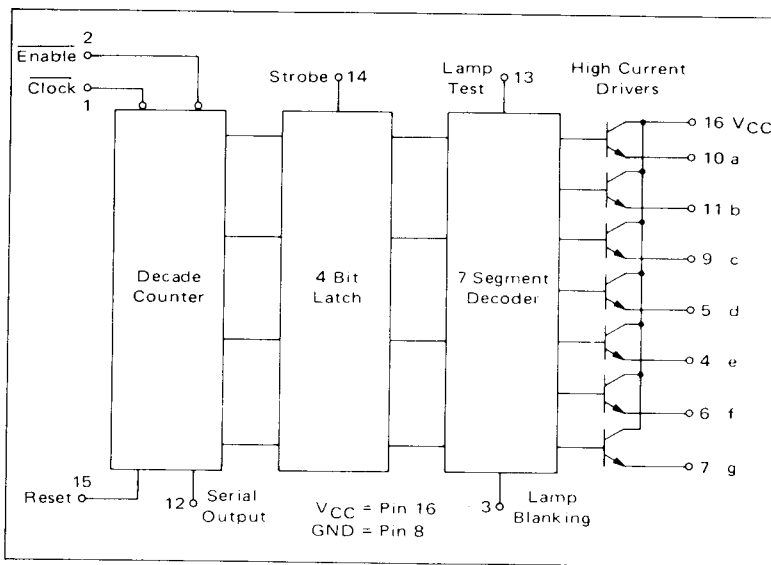 2
Enable
Clock
1
Strobe 14
Lamp Test 13
High Current Drivers
16 VCC
10 a
11 b
9 c
5 d
4 e
6 f
7 g
Decade Counter
4 Bit Latch
7 Segment Decoder
15
Reset
12 Serial Output
VCC = Pin 16
GND = Pin 8
3 Lamp Blanking